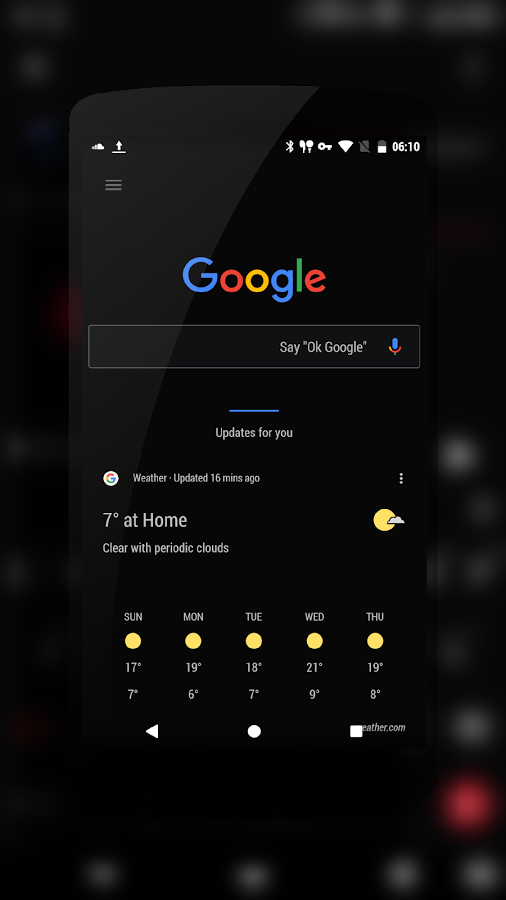 06:10
Google
Say "Ok Google"
Updates for you
Weather · Updated 16 mins ago
7° at Home
Clear with periodic clouds
SUN MON TUE WED THU
17° 19° 18° 21° 19°
7° 6° 7° 9° 8°
eather.com